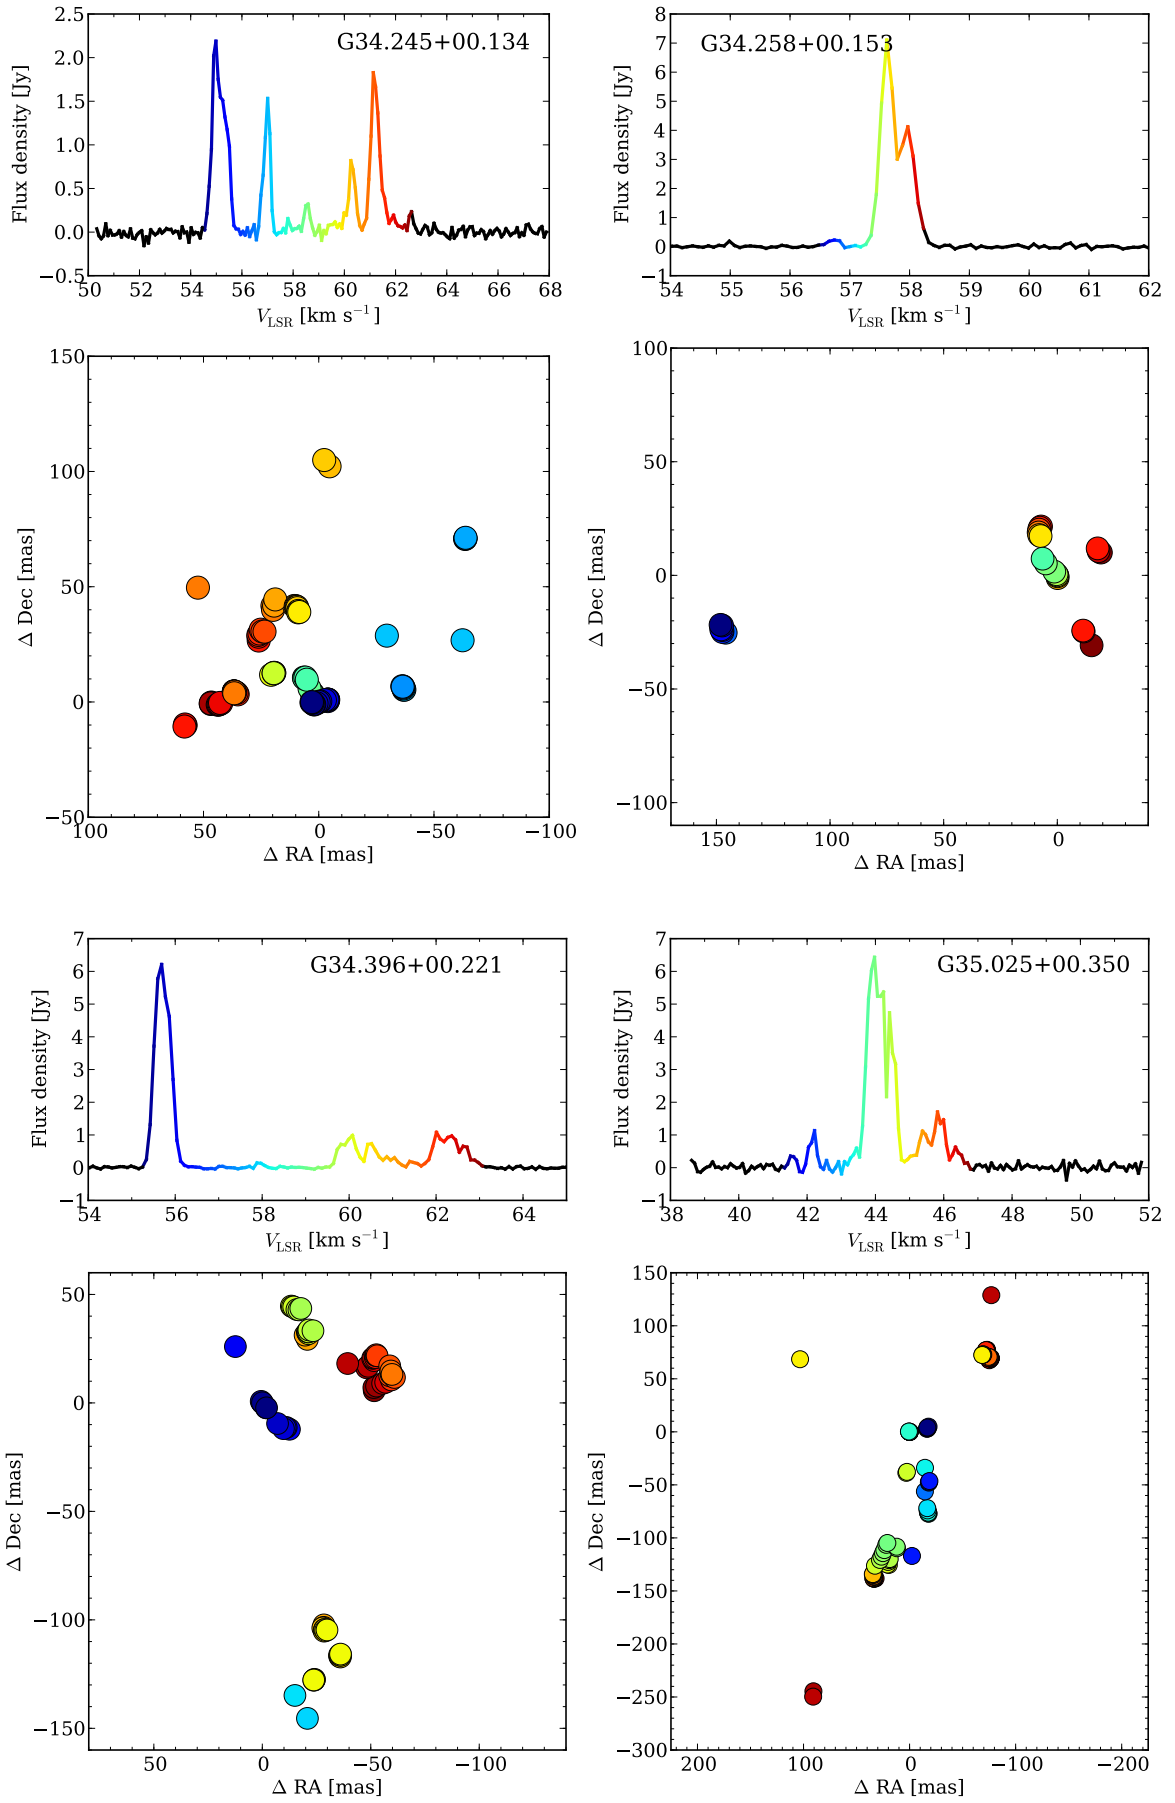 G34.245+00.134
Flux density [Jy]
2.5
2.0
1.5
1.0
0.5
0.0
−0.5
50 52 54 56 58 60 62 64 66 68
V_LSR [km s⁻¹]
G34.258+00.153
Flux density [Jy]
8
7
6
5
4
3
2
1
0
−1
54 55 56 57 58 59 60 61 62
V_LSR [km s⁻¹]
Δ Dec [mas]
150
100
50
0
−50
100 50 0 −50 −100
Δ RA [mas]
Δ Dec [mas]
100
50
0
−50
−100
150 100 50 0
Δ RA [mas]
G34.396+00.221
Flux density [Jy]
7
6
5
4
3
2
1
0
−1
54 56 58 60 62 64
V_LSR [km s⁻¹]
G35.025+00.350
Flux density [Jy]
7
6
5
4
3
2
1
0
−1
38 40 42 44 46 48 50 52
V_LSR [km s⁻¹]
Δ Dec [mas]
50
0
−50
−100
−150
50 0 −50 −100
Δ RA [mas]
Δ Dec [mas]
150
100
50
0
−50
−100
−150
−200
−250
−300
200 100 0 −100 −200
Δ RA [mas]